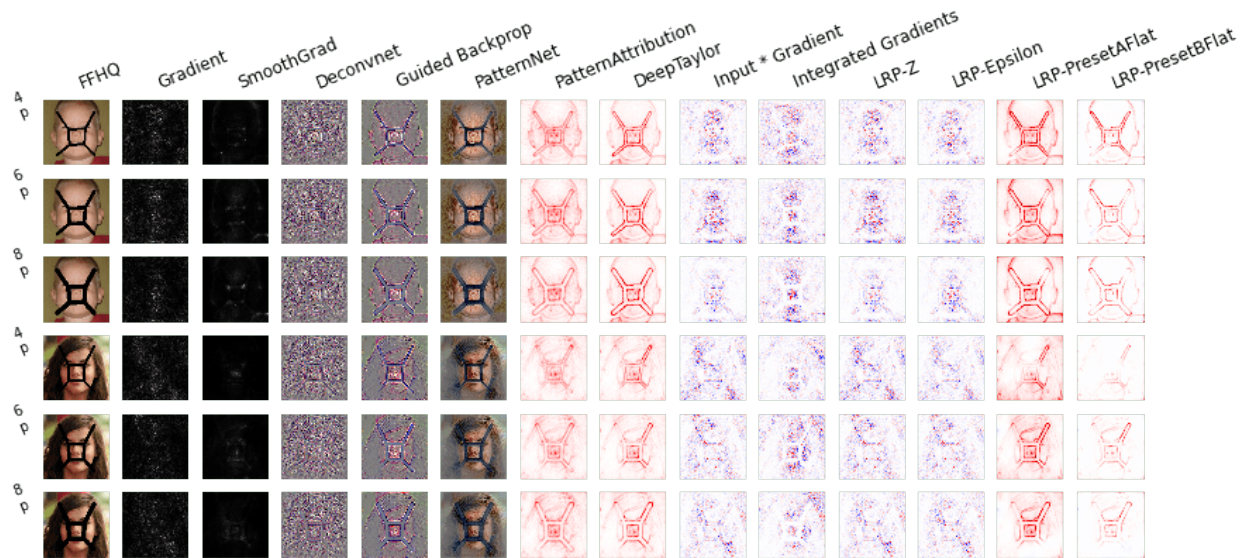 FFHQ
Gradient
SmoothGrad
Deconvnet
Guided Backprop
PatternNet
PatternAttribution
DeepTaylor
Input * Gradient
Integrated Gradients
LRP-Z
LRP-Epsilon
LRP-PresetAFlat
LRP-PresetBFlat
4
p
6
p
8
p
4
p
6
p
8
p